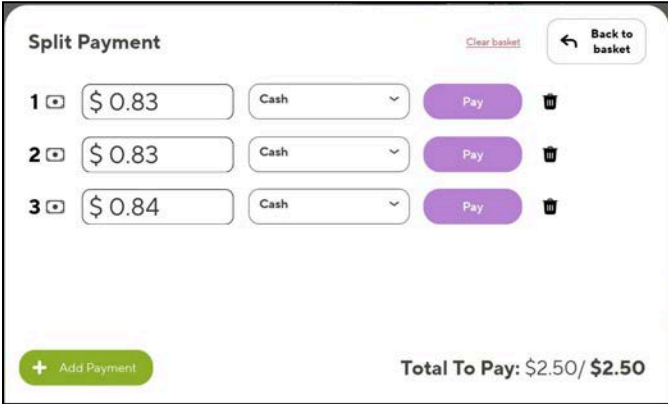 Split Payment
Clear basket
Back to
basket
1 $ 0.83 Cash Pay
2 $ 0.83 Cash Pay
3 $ 0.84 Cash Pay
+ Add Payment
Total To Pay: $2.50/ $2.50